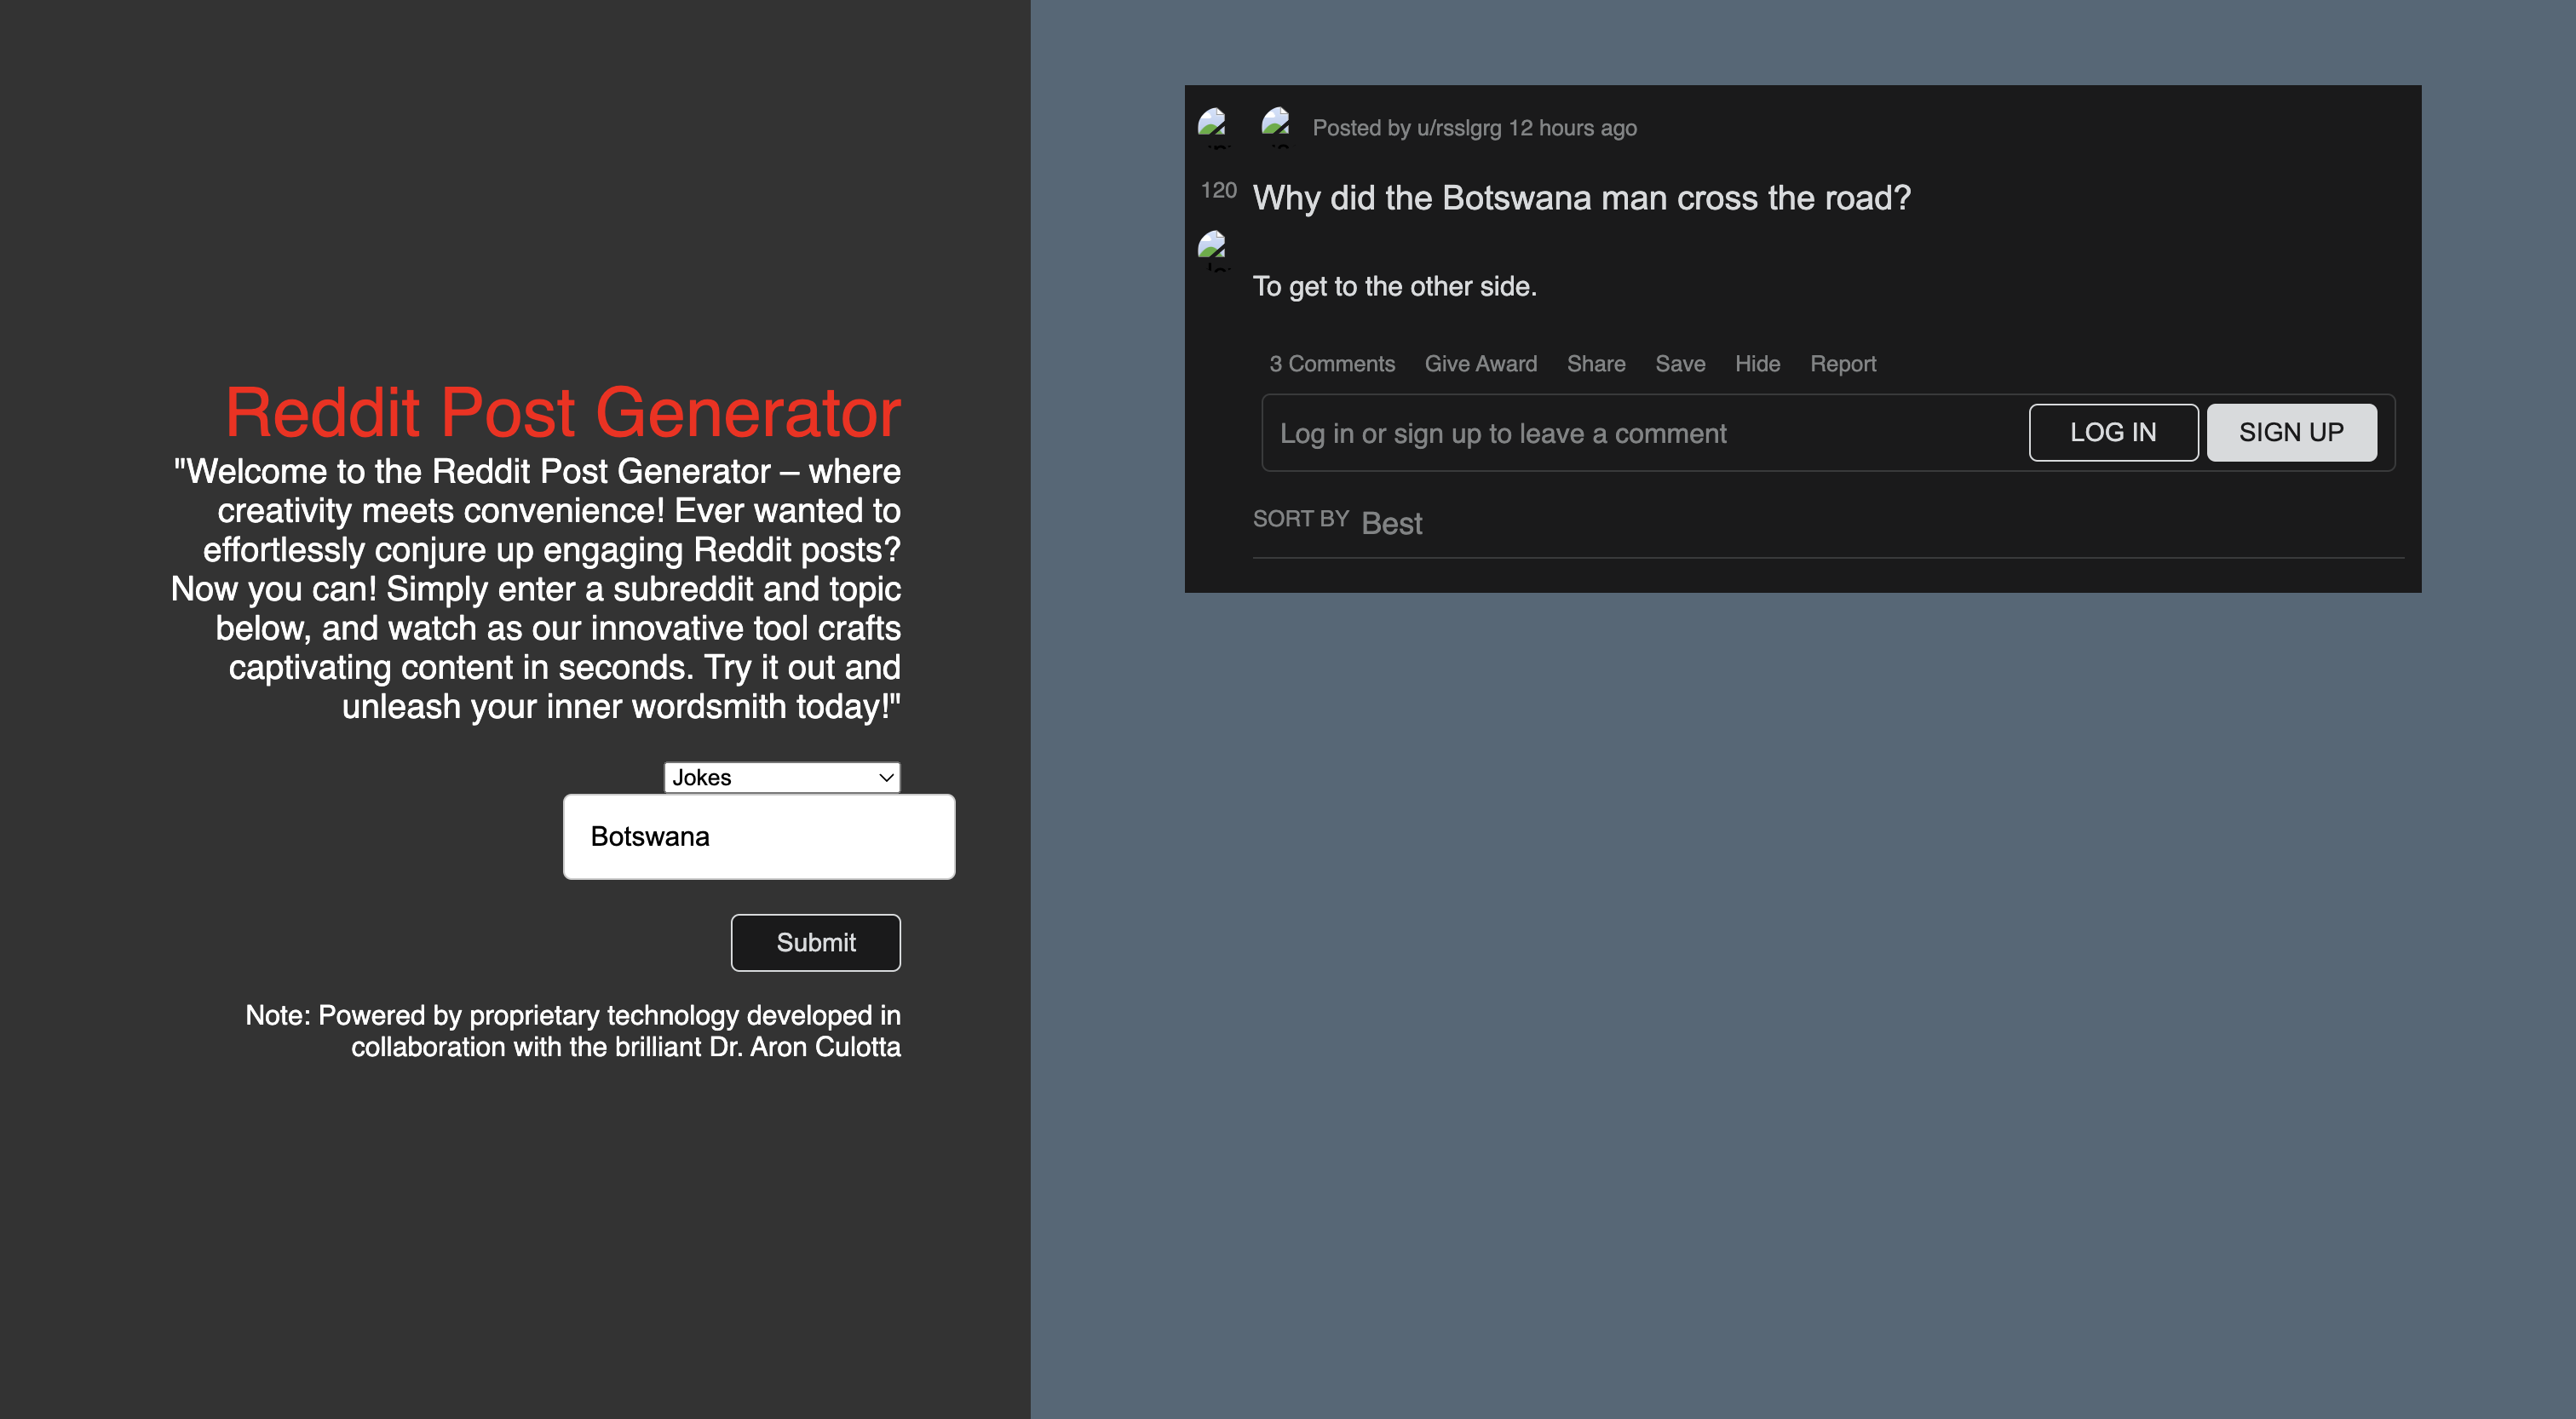 Reddit Post Generator
"Welcome to the Reddit Post Generator – where
creativity meets convenience! Ever wanted to
effortlessly conjure up engaging Reddit posts?
Now you can! Simply enter a subreddit and topic
below, and watch as our innovative tool crafts
captivating content in seconds. Try it out and
unleash your inner wordsmith today!"
Jokes
Botswana
Submit
Note: Powered by proprietary technology developed in
collaboration with the brilliant Dr. Aron Culotta
Posted by u/rsslgrg 12 hours ago
120
Why did the Botswana man cross the road?
To get to the other side.
3 Comments Give Award Share Save Hide Report
Log in or sign up to leave a comment LOG IN SIGN UP
SORT BY Best